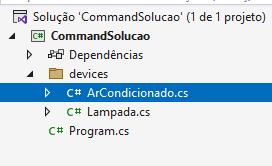 Solução 'CommandSolucao' (1 de 1 projeto)
CommandSolucao
Dependências
devices
C# ArCondicionado.cs
C# Lampada.cs
C# Program.cs